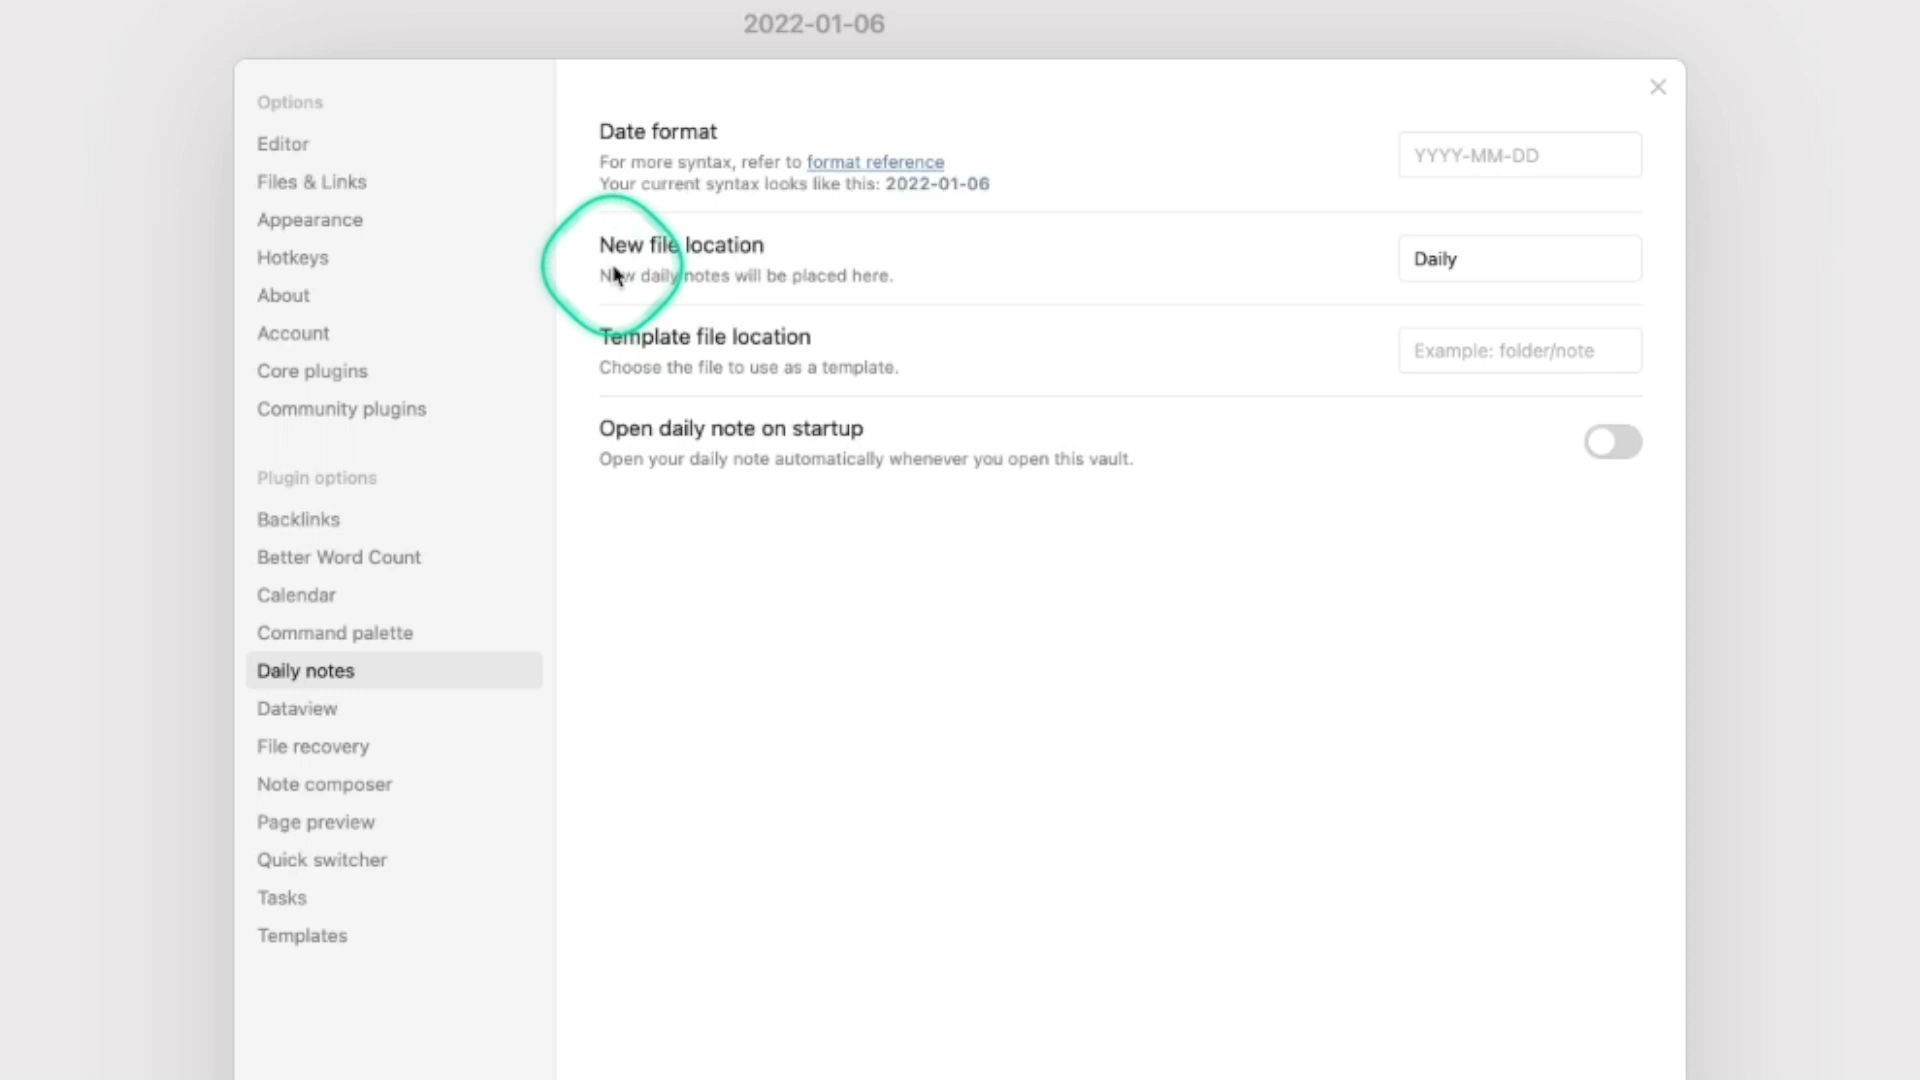 2022-01-06
Options
Editor
Files & Links
Appearance
Hotkeys
About
Account
Core plugins
Community plugins
Plugin options
Backlinks
Better Word Count
Calendar
Command palette
Daily notes
Dataview
File recovery
Note composer
Page preview
Quick switcher
Tasks
Templates
Date format
For more syntax, refer to format reference
Your current syntax looks like this: 2022-01-06
YYYY-MM-DD
New file location
New daily notes will be placed here.
Daily
Template file location
Choose the file to use as a template.
Example: folder/note
Open daily note on startup
Open your daily note automatically whenever you open this vault.